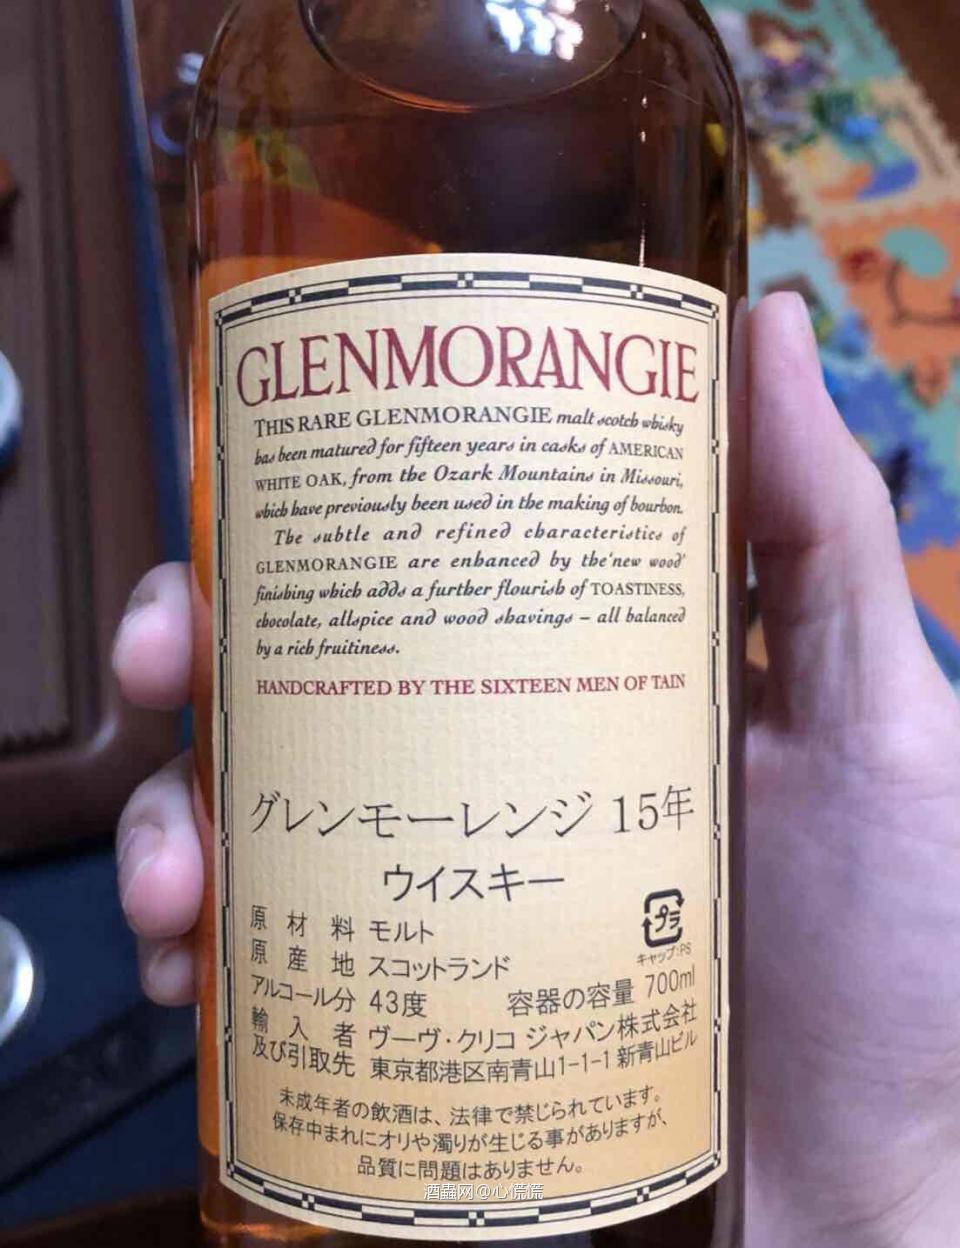 GLENMORANGIE
THIS RARE GLENMORANGIE malt scotch whisky
has been matured for fifteen years in casks of AMERICAN
WHITE OAK, from the Ozark Mountains in Missouri,
which have previously been used in the making of bourbon.
The subtle and refined characteristics of
GLENMORANGIE are enhanced by the 'new wood'
finishing which adds a further flourish of TOASTINESS,
chocolate, allspice and wood shavings – all balanced
by a rich fruitiness.
HANDCRAFTED BY THE SIXTEEN MEN OF TAIN
グレンモーレンジ 15年
ウイスキー
プラ
キャップ:PS
原材料 モルト
原産地 スコットランド
アルコール分 43度 容器の容量 700ml
輸入者 ヴーヴ・クリコ ジャパン株式会社
及び引取先 東京都港区南青山1-1-1 新青山ビル
未成年者の飲酒は、法律で禁じられています。
保存中まれにオリや濁りが生じる事がありますが、
品質に問題はありません。
酒蟲网@心慌慌